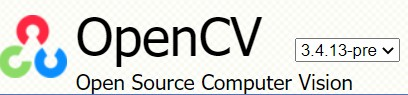 OpenCV
3.4.13-pre
Open Source Computer Vision